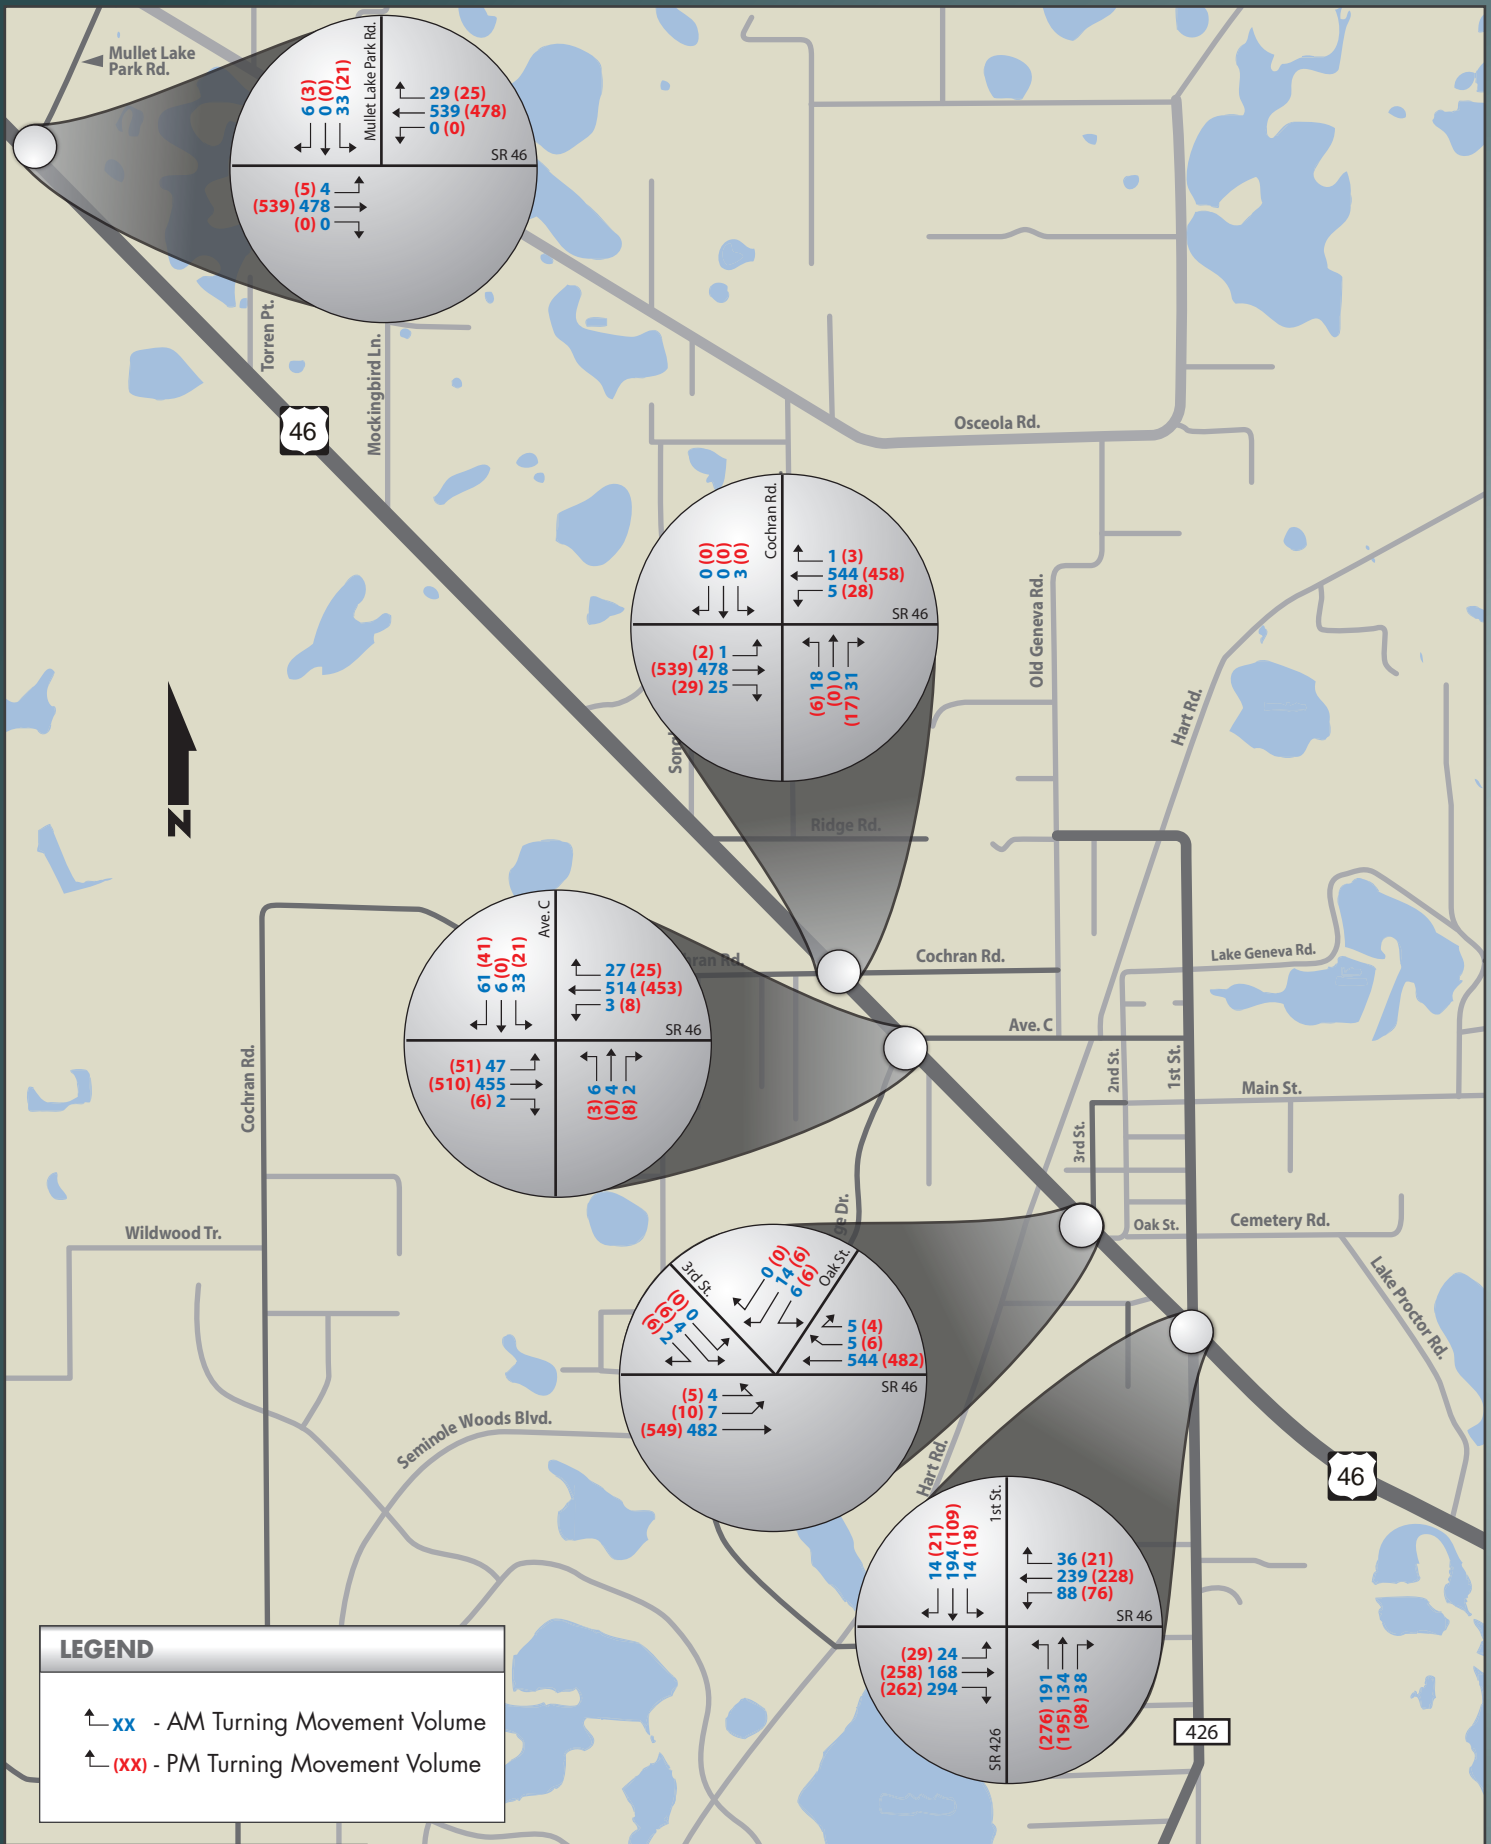 Mullet Lake
Park Rd.
Mullet Lake Park Rd.
6 (3)
0 (0)
33 (21)
29 (25)
539 (478)
0 (0)
SR 46
(5) 4
(539) 478
(0) 0
Torren Pt.
Mockingbird Ln.
46
Osceola Rd.
Cochran Rd.
0 (0)
0 (0)
3 (0)
1 (3)
544 (458)
5 (28)
SR 46
(2) 1
(539) 478
(29) 25
(6) 18
(0) 0
(17) 31
Old Geneva Rd.
Hart Rd.
N
Ridge Rd.
Ave. C
61 (41)
6 (0)
33 (21)
27 (25)
514 (453)
3 (8)
SR 46
(51) 47
(510) 455
(6) 2
(3) 6
(0) 4
(8) 2
Cochran Rd.
Lake Geneva Rd.
Ave. C
2nd St.
1st St.
Main St.
3rd St.
Cochran Rd.
Wildwood Tr.
Oak St.
Cemetery Rd.
Lake Proctor Rd.
3rd St.
Oak St.
(0) 0
(6) 4
(6) 2
0 (0)
14 (6)
6 (6)
5 (4)
5 (6)
544 (482)
SR 46
(5) 4
(10) 7
(549) 482
Seminole Woods Blvd.
Hart Rd.
46
1st St.
14 (21)
194 (109)
14 (18)
36 (21)
239 (228)
88 (76)
SR 46
(29) 24
(258) 168
(262) 294
SR 426
(276) 191
(195) 134
(98) 38
426
LEGEND
XX - AM Turning Movement Volume
(XX) - PM Turning Movement Volume